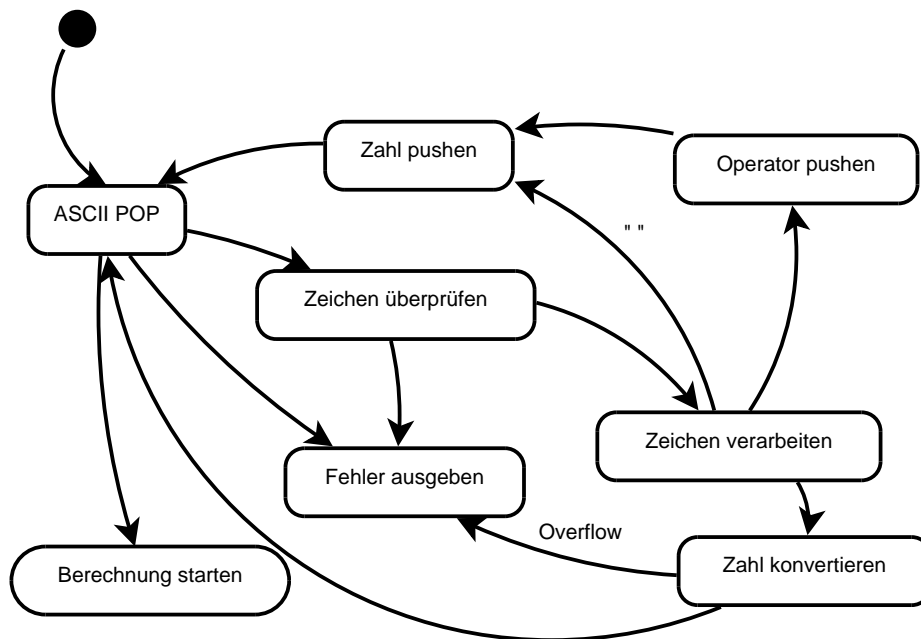 Zahl pushen
Operator pushen
ASCII POP
" "
Zeichen überprüfen
Zeichen verarbeiten
Fehler ausgeben
Overflow
Berechnung starten
Zahl konvertieren